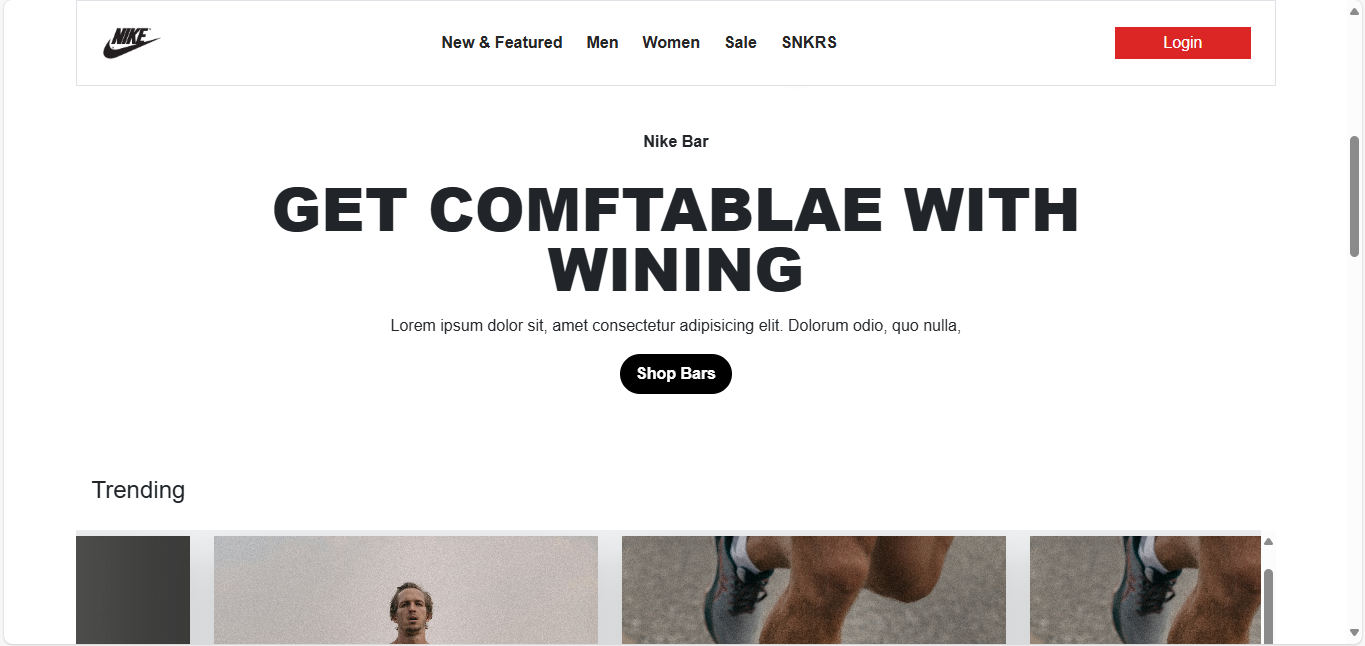 NIKE
New & Featured Men Women Sale SNKRS
Login
Nike Bar
GET COMFTABLAE WITH
WINING
Lorem ipsum dolor sit, amet consectetur adipisicing elit. Dolorum odio, quo nulla,
Shop Bars
Trending